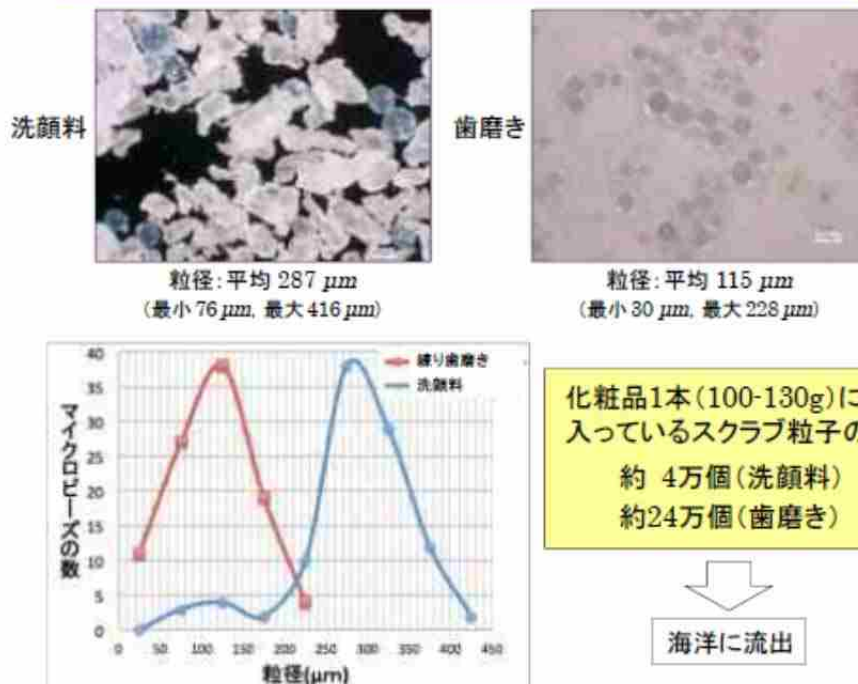 洗顔料
歯磨き
粒径:平均 287 μm
(最小 76 μm, 最大 416 μm)
粒径:平均 115 μm
(最小 30 μm, 最大 228 μm)
マイクロビーズの数
40
35
30
25
20
15
10
5
0
練り歯磨き
洗顔料
0 50 100 150 200 250 300 350 400 450
粒径(μm)
化粧品1本(100-130g)に
入っているスクラブ粒子の
約 4万個(洗顔料)
約24万個(歯磨き)
海洋に流出